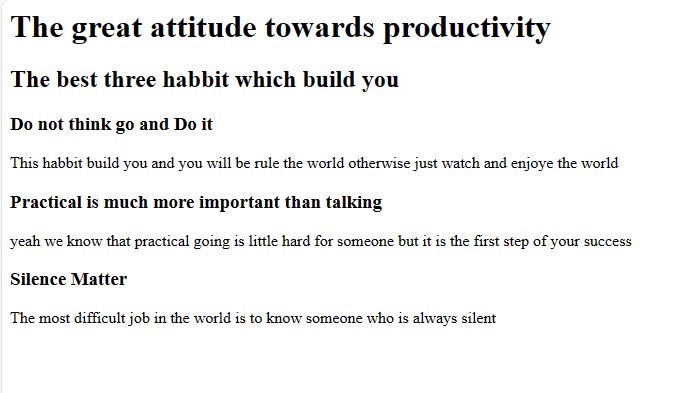 The great attitude towards productivity
The best three habbit which build you
Do not think go and Do it
This habbit build you and you will be rule the world otherwise just watch and enjoye the world
Practical is much more important than talking
yeah we know that practical going is little hard for someone but it is the first step of your success
Silence Matter
The most difficult job in the world is to know someone who is always silent